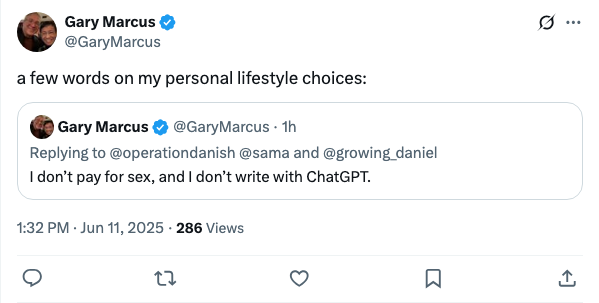 Gary Marcus
@GaryMarcus
a few words on my personal lifestyle choices:
Gary Marcus @GaryMarcus · 1h
Replying to @operationdanish @sama and @growing_daniel
I don’t pay for sex, and I don’t write with ChatGPT.
1:32 PM · Jun 11, 2025 · 286 Views